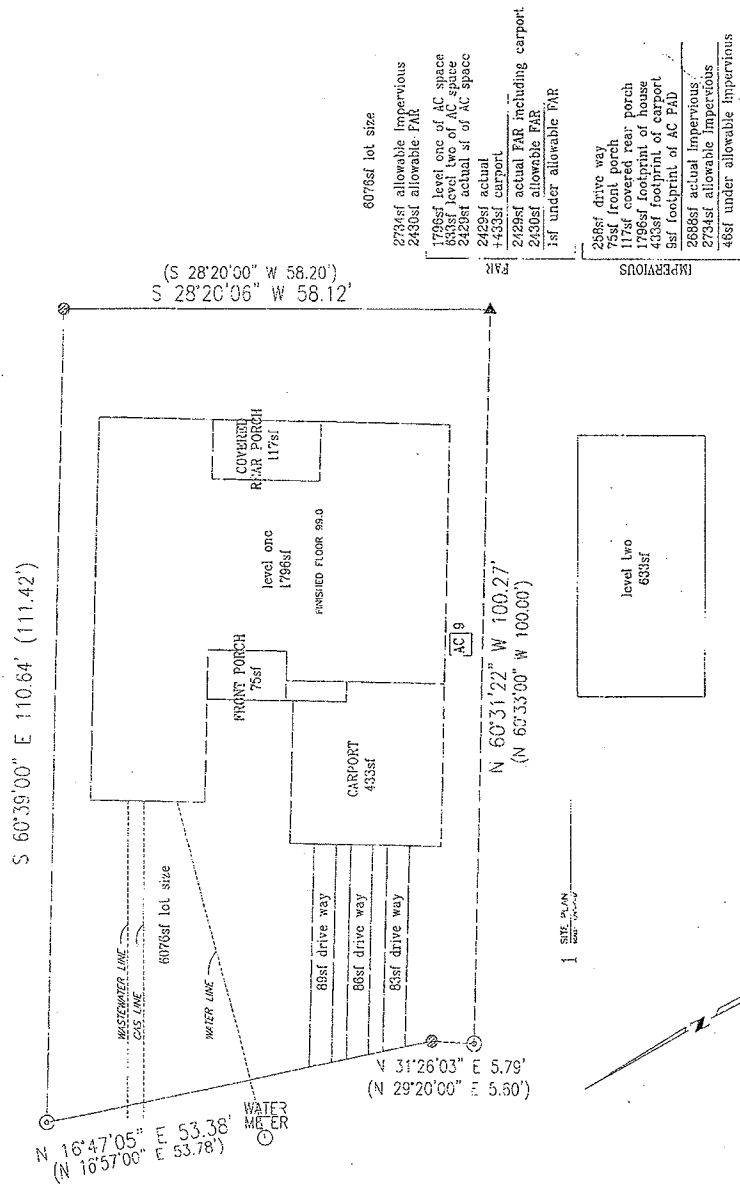 6076sf lot size
2734sf allowable Impervious
2430sf allowable FAR
1796sf level one of AC space
633sf level two of AC space
2429sf actual sf of AC space
2429sf actual
+433sf carport
2429sf actual FAR including carport
2430sf allowable FAR
1sf under allowable FAR
FAR
258sf drive way
75sf front porch
117sf covered rear porch
1796sf footprint of house
433sf footprint of carport
9sf footprint of AC PAD
2688sf actual Impervious
2734sf allowable Impervious
46sf under allowable Impervious
IMPERVIOUS
(S 28°20'00" W 58.20')
S 28°20'06" W 58.12'
S 60°39'00" E 110.64' (111.42')
COVERED
REAR PORCH
117sf
level one
1796sf
FINISHED FLOOR 99.0
FRONT PORCH
75sf
CARPORT
433sf
AC 9
N 60°31'22" W 100.27'
(N 60°33'00" W 100.00')
WASTEWATER LINE
GAS LINE
6076sf lot size
WATER LINE
89sf drive way
86sf drive way
83sf drive way
N 31°26'03" E 5.79'
(N 29°20'00" E 5.60')
WATER
METER
N 16°47'05" E 53.38'
(N 16°57'00" E 53.78')
level two
633sf
1 SITE PLAN
N